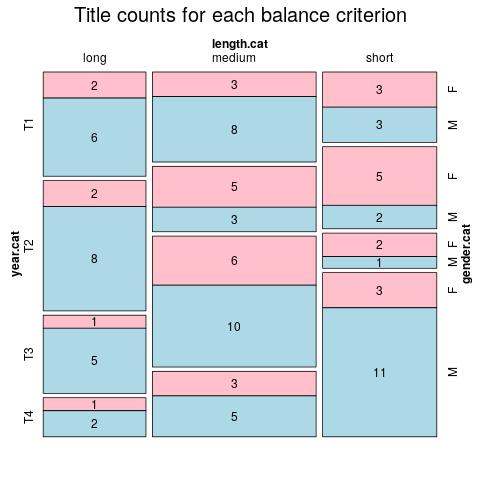 Title counts for each balance criterion
length.cat
long medium short
year.cat
gender.cat
T1 2 3 3 F
6 8 3 M
T2 2 5 5 F
8 3 2 M
T3 1 6 2 F
5 10 1 M
T4 1 3 3 F
2 5 11 M